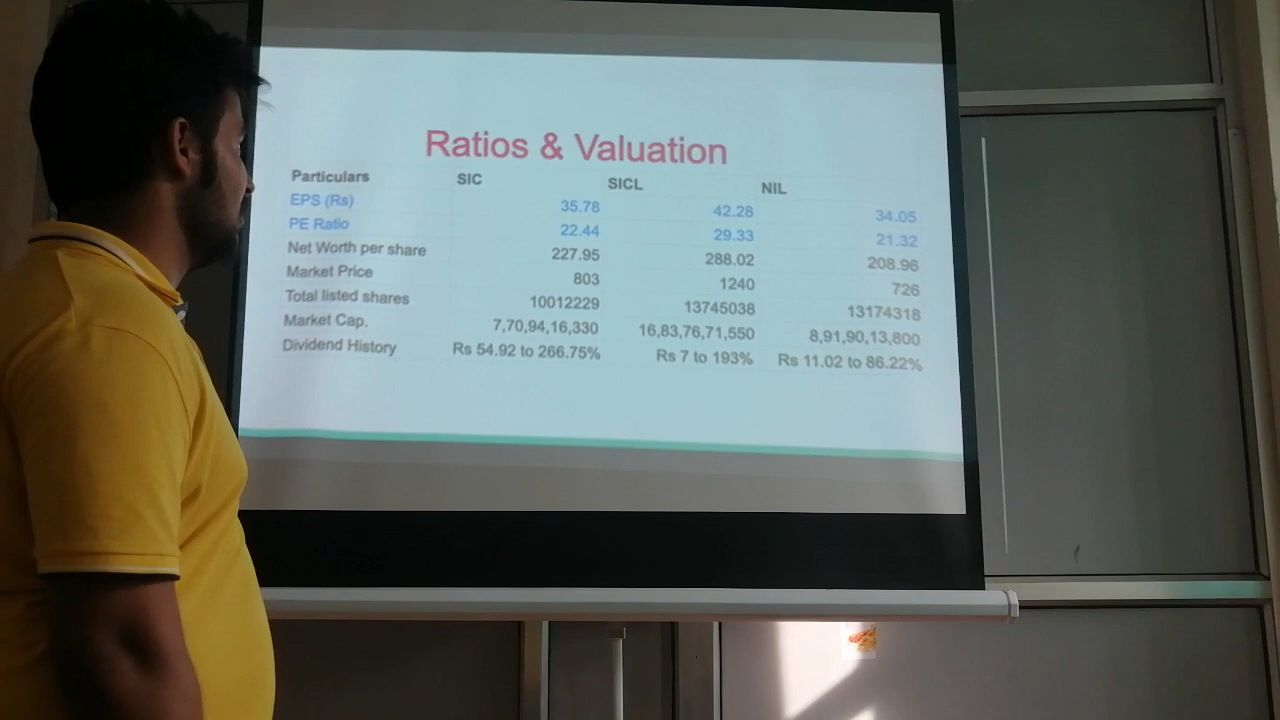 Ratios & Valuation
Particulars SIC SICL NIL
EPS (Rs) 35.78 42.28 34.05
PE Ratio 22.44 29.33 21.32
Net Worth per share 227.95 288.02 208.96
Market Price 803 1240 726
Total listed shares 10012229 13745038 13174318
Market Cap. 7,70,94,16,330 16,83,76,71,550 8,91,90,13,800
Dividend History Rs 54.92 to 266.75% Rs 7 to 193% Rs 11.02 to 86.22%